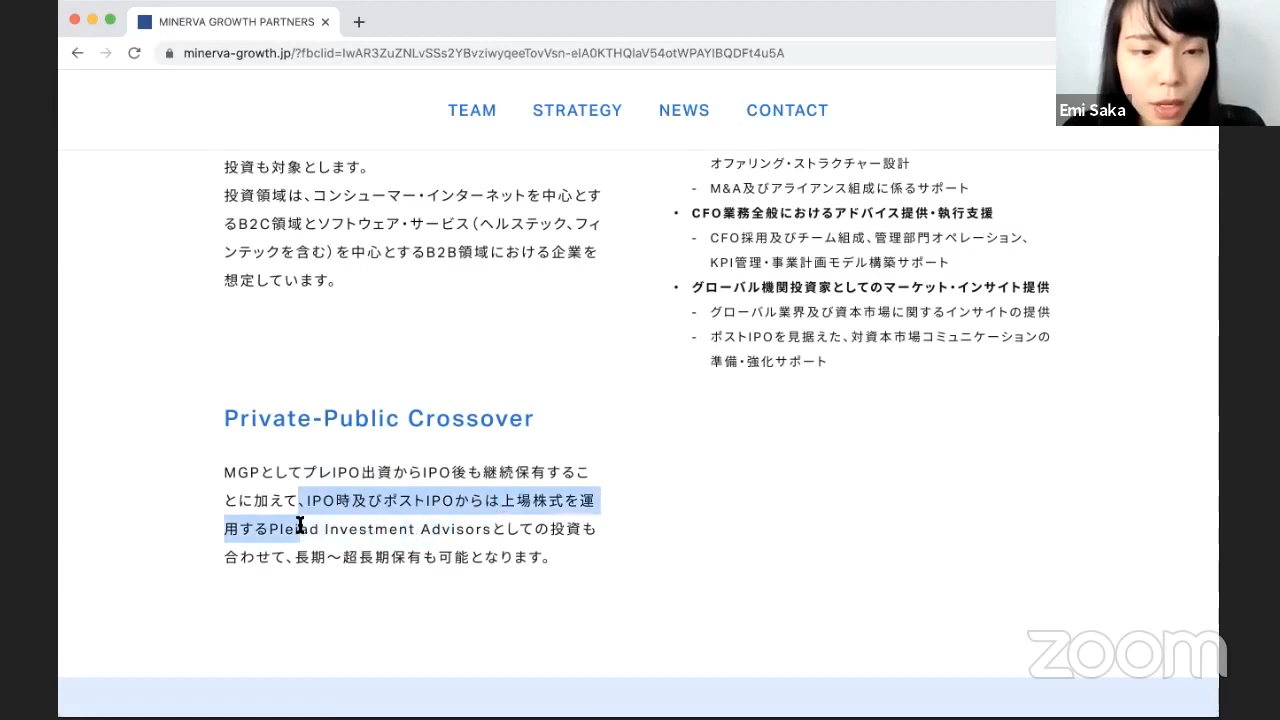 MINERVA GROWTH PARTNERS
minerva-growth.jp/?fbclid=IwAR3ZuZNLvSSs2YBvziwyqeeTovVsn-eIA0KTHQlaV54otWPAYlBQDFt4u5A
Emi Saka
TEAM STRATEGY NEWS CONTACT
投資も対象とします。
投資領域は、コンシューマー・インターネットを中心とす
るB2C領域とソフトウェア・サービス（ヘルステック、フィ
ンテックを含む）を中心とするB2B領域における企業を
想定しています。
オファリング・ストラクチャー設計
- M&A及びアライアンス組成に係るサポート
• CFO業務全般におけるアドバイス提供・執行支援
- CFO採用及びチーム組成、管理部門オペレーション、
KPI管理・事業計画モデル構築サポート
• グローバル機関投資家としてのマーケット・インサイト提供
- グローバル業界及び資本市場に関するインサイトの提供
- ポストIPOを見据えた、対資本市場コミュニケーションの
準備・強化サポート
Private-Public Crossover
MGPとしてプレIPO出資からIPO後も継続保有するこ
とに加えて、IPO時及びポストIPOからは上場株式を運
用するPleiad Investment Advisorsとしての投資も
合わせて、長期〜超長期保有も可能となります。
zoom